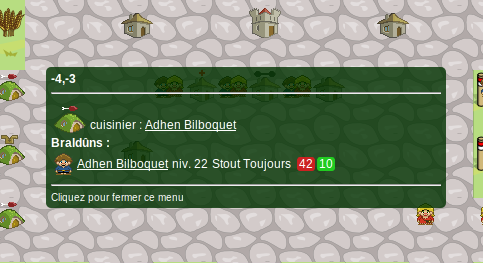 -4,-3
cuisinier : Adhen Bilboquet
Braldûns :
Adhen Bilboquet niv. 22 Stout Toujours 42 10
Cliquez pour fermer ce menu